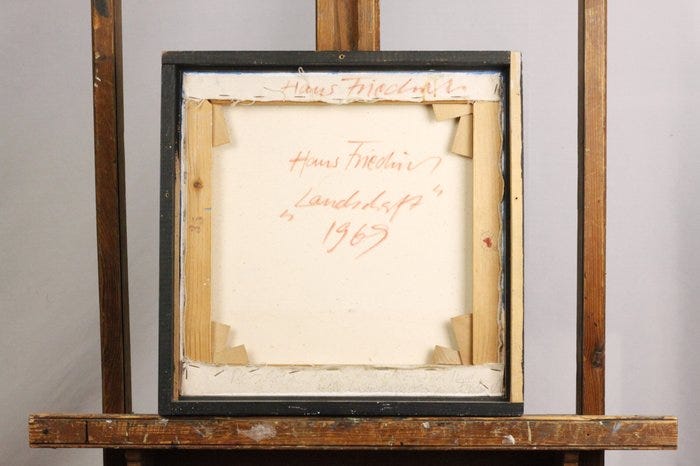 Hans Friedrich
Hans Friedrich
„Landschaft“
1969